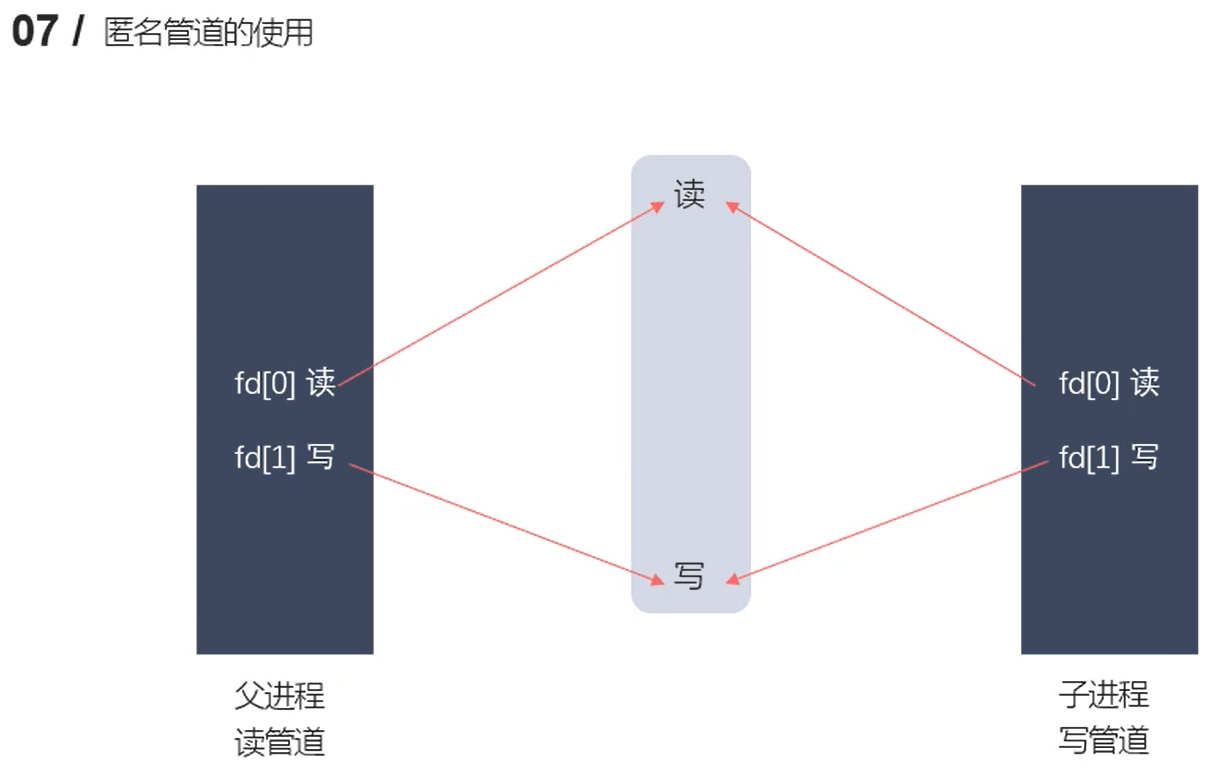 07 / 匿名管道的使用
读
fd[0] 读
fd[1] 写
fd[0] 读
fd[1] 写
写
父进程
读管道
子进程
写管道